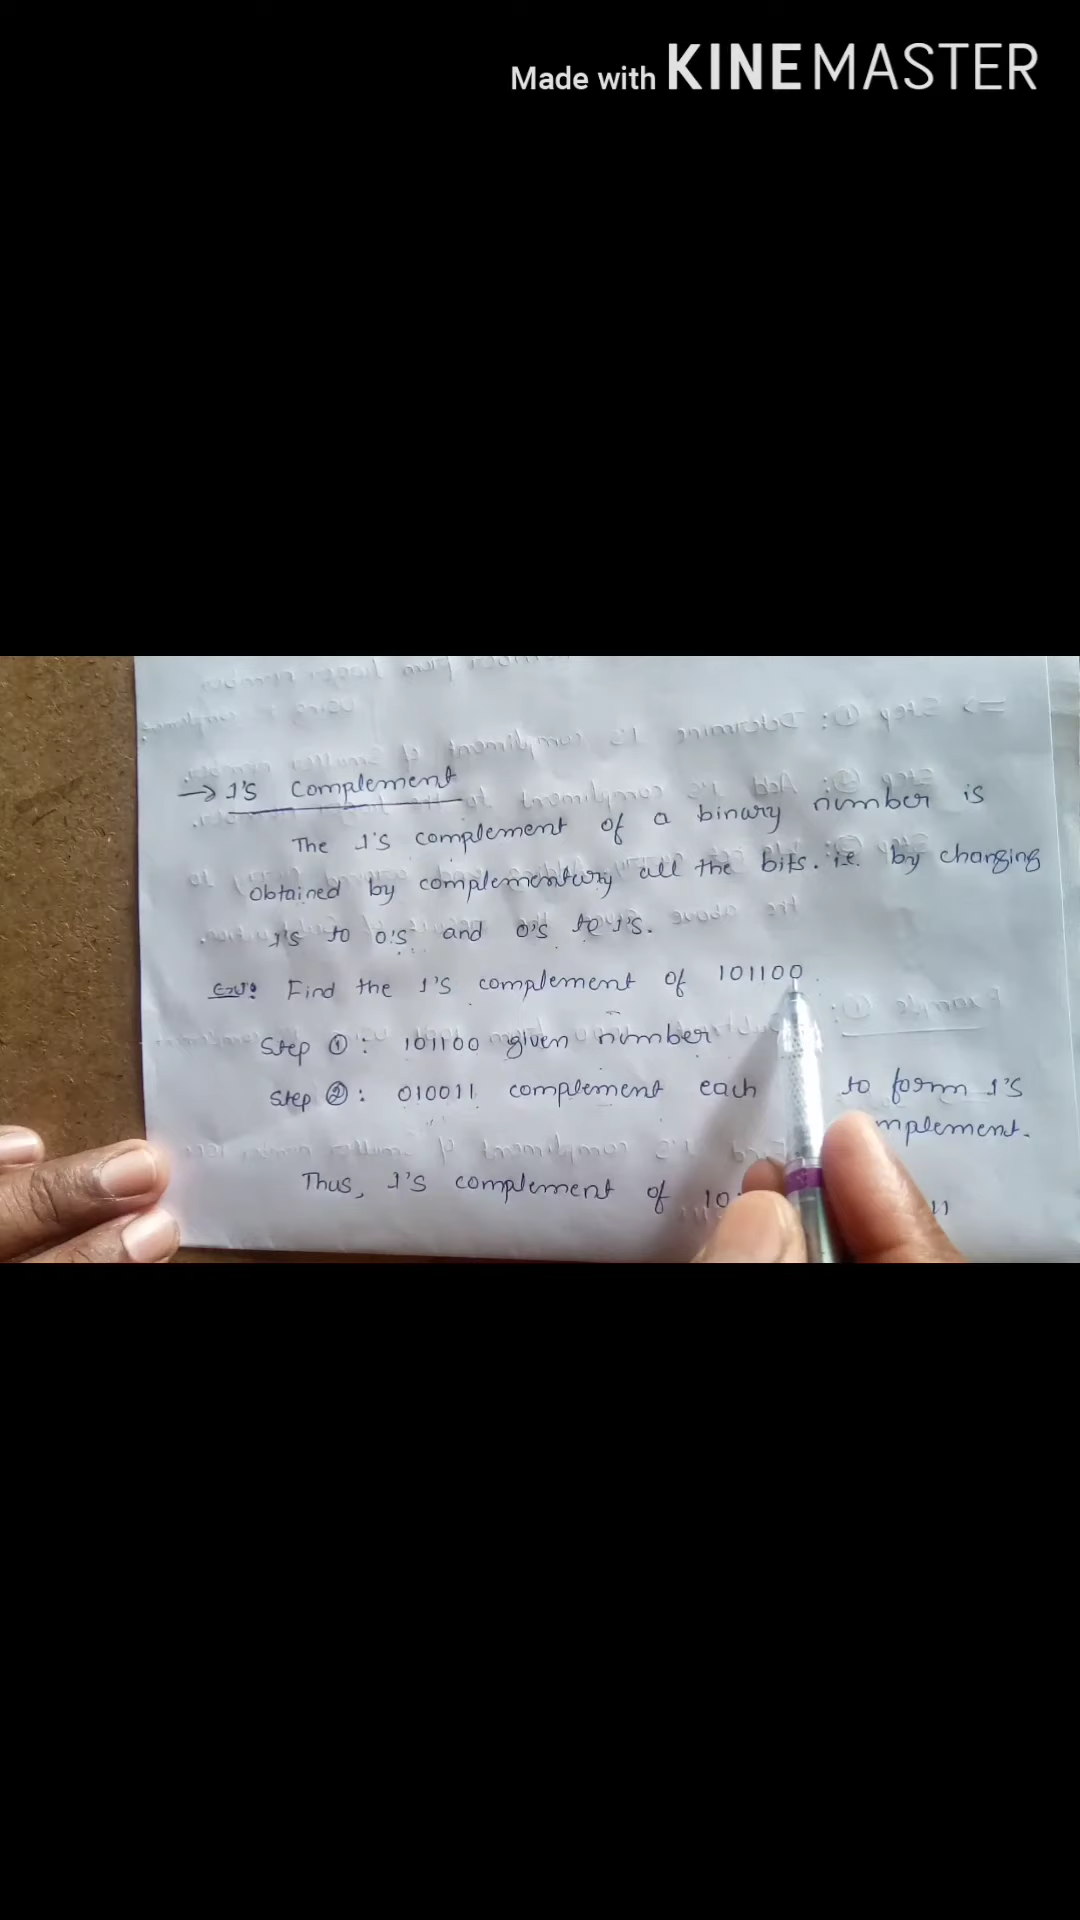 Made with KINEMASTER
→ 1's Complement
The 1's complement of a binary number is
obtained by complementary all the bits. i.e. by changing
1's to 0's and 0's to 1's.
Find the 1's complement of 101100
Step ①: 101100 given number
Step ②: 010011 complement each to form 1's
mplement.
Thus, 1's complement of 10
11